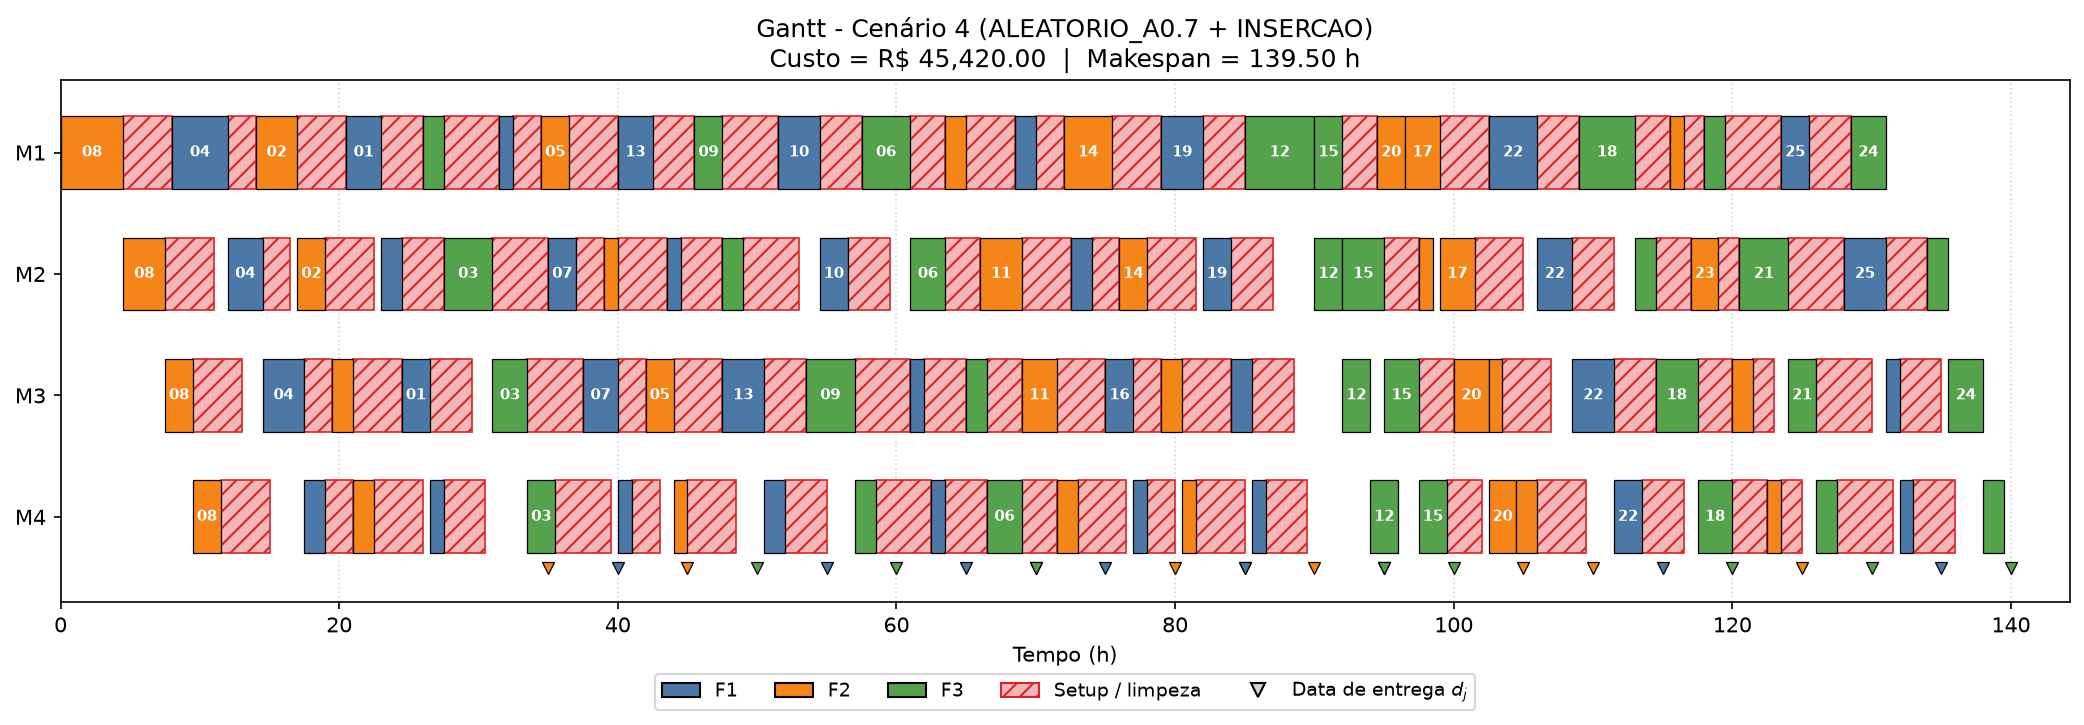 Gantt - Cenário 4 (ALEATORIO_A0.7 + INSERCAO)
Custo = R$ 45,420.00 | Makespan = 139.50 h
M1 08 04 02 01 05 13 09 10 06 14 19 12 15 20 17 22 18 25 24
M2 08 04 02 03 07 10 06 11 14 19 12 15 17 22 23 21 25
M3 08 04 01 03 07 05 13 09 11 16 12 15 20 22 18 21 24
M4 08 03 06 12 15 20 22 18
0 20 40 60 80 100 120 140
Tempo (h)
F1 F2 F3 Setup / limpeza Data de entrega dj